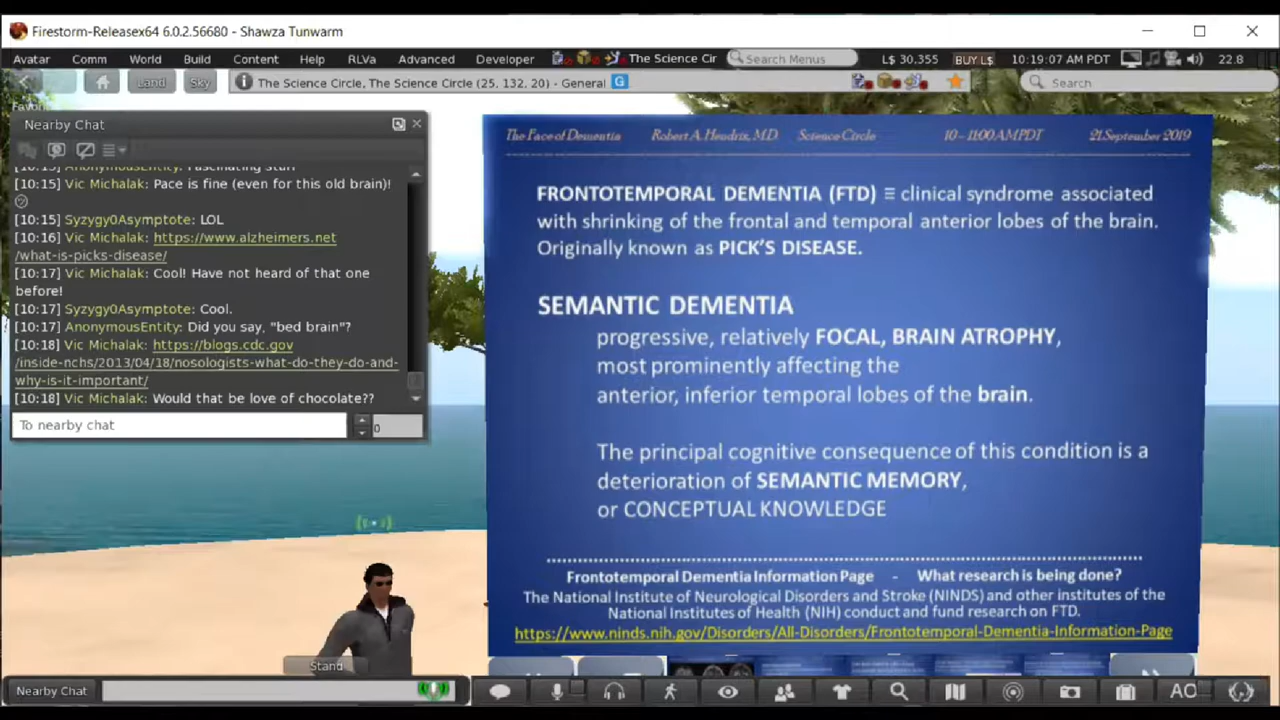 Firestorm-Releasex64 6.0.2.56680 - Shawza Tunwarm
Avatar Comm World Build Content Help RLVa Advanced Developer The Science Cir Search Menus L$ 30,355 BUY L$ 10:19:07 AM PDT 22.8
Land Sky The Science Circle, The Science Circle (25, 132, 20) - General G Search
Nearby Chat
[10:15] AnonymousEntity: Fascinating stuff
[10:15] Vic Michalak: Pace is fine (even for this old brain)!
[10:15] Syzygy0Asymptote: LOL
[10:16] Vic Michalak: https://www.alzheimers.net
/what-is-picks-disease/
[10:17] Vic Michalak: Cool! Have not heard of that one
before!
[10:17] Syzygy0Asymptote: Cool.
[10:17] AnonymousEntity: Did you say, "bed brain"?
[10:18] Vic Michalak: https://blogs.cdc.gov
/inside-nchs/2013/04/18/nosologists-what-do-they-do-and-
why-is-it-important/
[10:18] Vic Michalak: Would that be love of chocolate??
To nearby chat 0
The Face of Dementia Robert A. Hendrix, M.D Science Circle 10 - 11:00 AM PDT 21 September 2019
FRONTOTEMPORAL DEMENTIA (FTD) ≡ clinical syndrome associated
with shrinking of the frontal and temporal anterior lobes of the brain.
Originally known as PICK'S DISEASE.
SEMANTIC DEMENTIA
progressive, relatively FOCAL, BRAIN ATROPHY,
most prominently affecting the
anterior, inferior temporal lobes of the brain.
The principal cognitive consequence of this condition is a
deterioration of SEMANTIC MEMORY,
or CONCEPTUAL KNOWLEDGE
Frontotemporal Dementia Information Page - What research is being done?
The National Institute of Neurological Disorders and Stroke (NINDS) and other institutes of the
National Institutes of Health (NIH) conduct and fund research on FTD.
https://www.ninds.nih.gov/Disorders/All-Disorders/Frontotemporal-Dementia-Information-Page
Stand
Nearby Chat AO